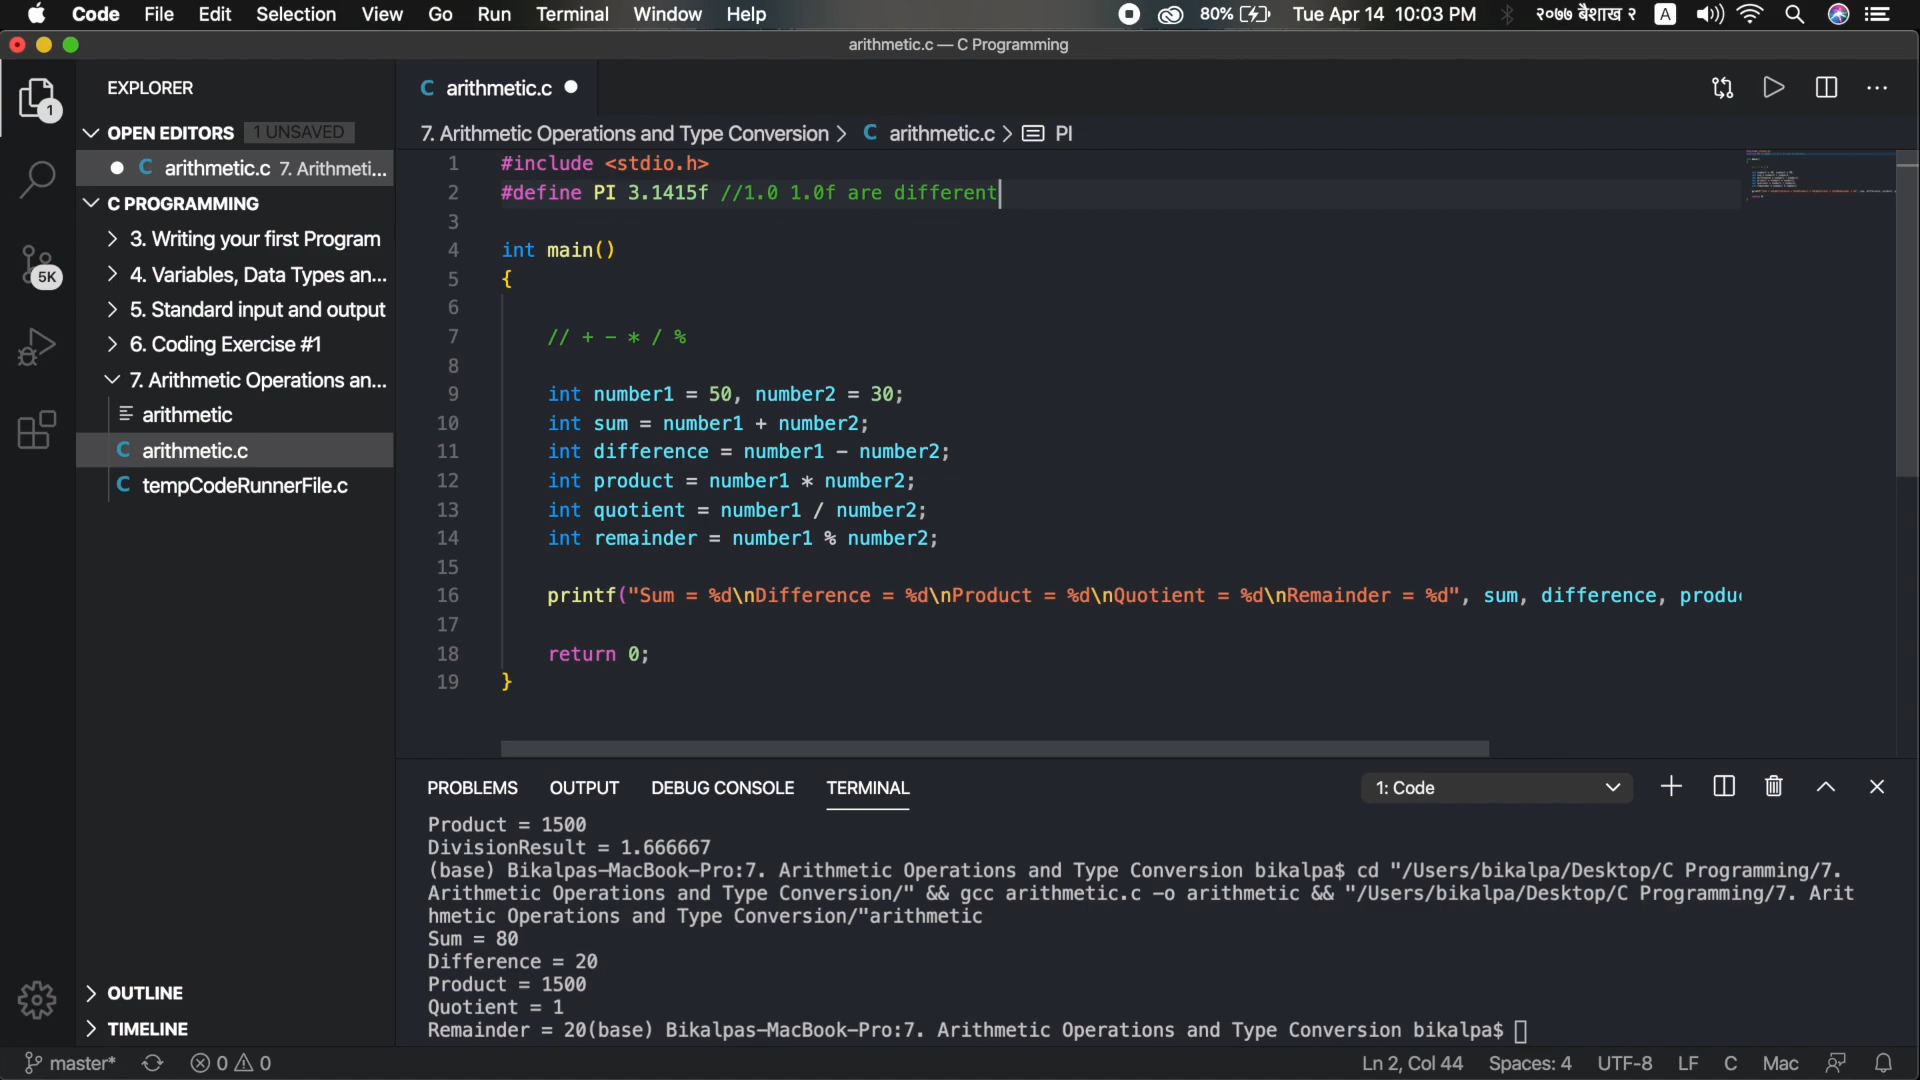 Code File Edit Selection View Go Run Terminal Window Help 80% Tue Apr 14 10:03 PM २०७७ बैशाख २ A
arithmetic.c — C Programming
EXPLORER
OPEN EDITORS 1 UNSAVED
C arithmetic.c 7. Arithmeti...
C PROGRAMMING
3. Writing your first Program
4. Variables, Data Types an...
5. Standard input and output
6. Coding Exercise #1
7. Arithmetic Operations an...
arithmetic
C arithmetic.c
C tempCodeRunnerFile.c
OUTLINE
TIMELINE
1
5K
C arithmetic.c
7. Arithmetic Operations and Type Conversion > C arithmetic.c > PI
1 #include <stdio.h>
2 #define PI 3.1415f //1.0 1.0f are different
3
4 int main()
5 {
6
7 // + - * / %
8
9 int number1 = 50, number2 = 30;
10 int sum = number1 + number2;
11 int difference = number1 - number2;
12 int product = number1 * number2;
13 int quotient = number1 / number2;
14 int remainder = number1 % number2;
15
16 printf("Sum = %d\nDifference = %d\nProduct = %d\nQuotient = %d\nRemainder = %d", sum, difference, produc
17
18 return 0;
19 }
PROBLEMS OUTPUT DEBUG CONSOLE TERMINAL 1: Code
Product = 1500
DivisionResult = 1.666667
(base) Bikalpas-MacBook-Pro:7. Arithmetic Operations and Type Conversion bikalpa$ cd "/Users/bikalpa/Desktop/C Programming/7.
Arithmetic Operations and Type Conversion/" && gcc arithmetic.c -o arithmetic && "/Users/bikalpa/Desktop/C Programming/7. Arit
hmetic Operations and Type Conversion/"arithmetic
Sum = 80
Difference = 20
Product = 1500
Quotient = 1
Remainder = 20(base) Bikalpas-MacBook-Pro:7. Arithmetic Operations and Type Conversion bikalpa$
master* 0 0 Ln 2, Col 44 Spaces: 4 UTF-8 LF C Mac